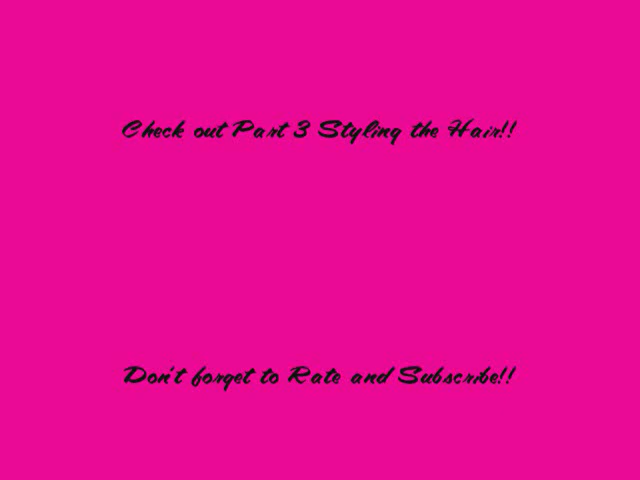 Check out Part 3 Styling the Hair!!
Don't forget to Rate and Subscribe!!